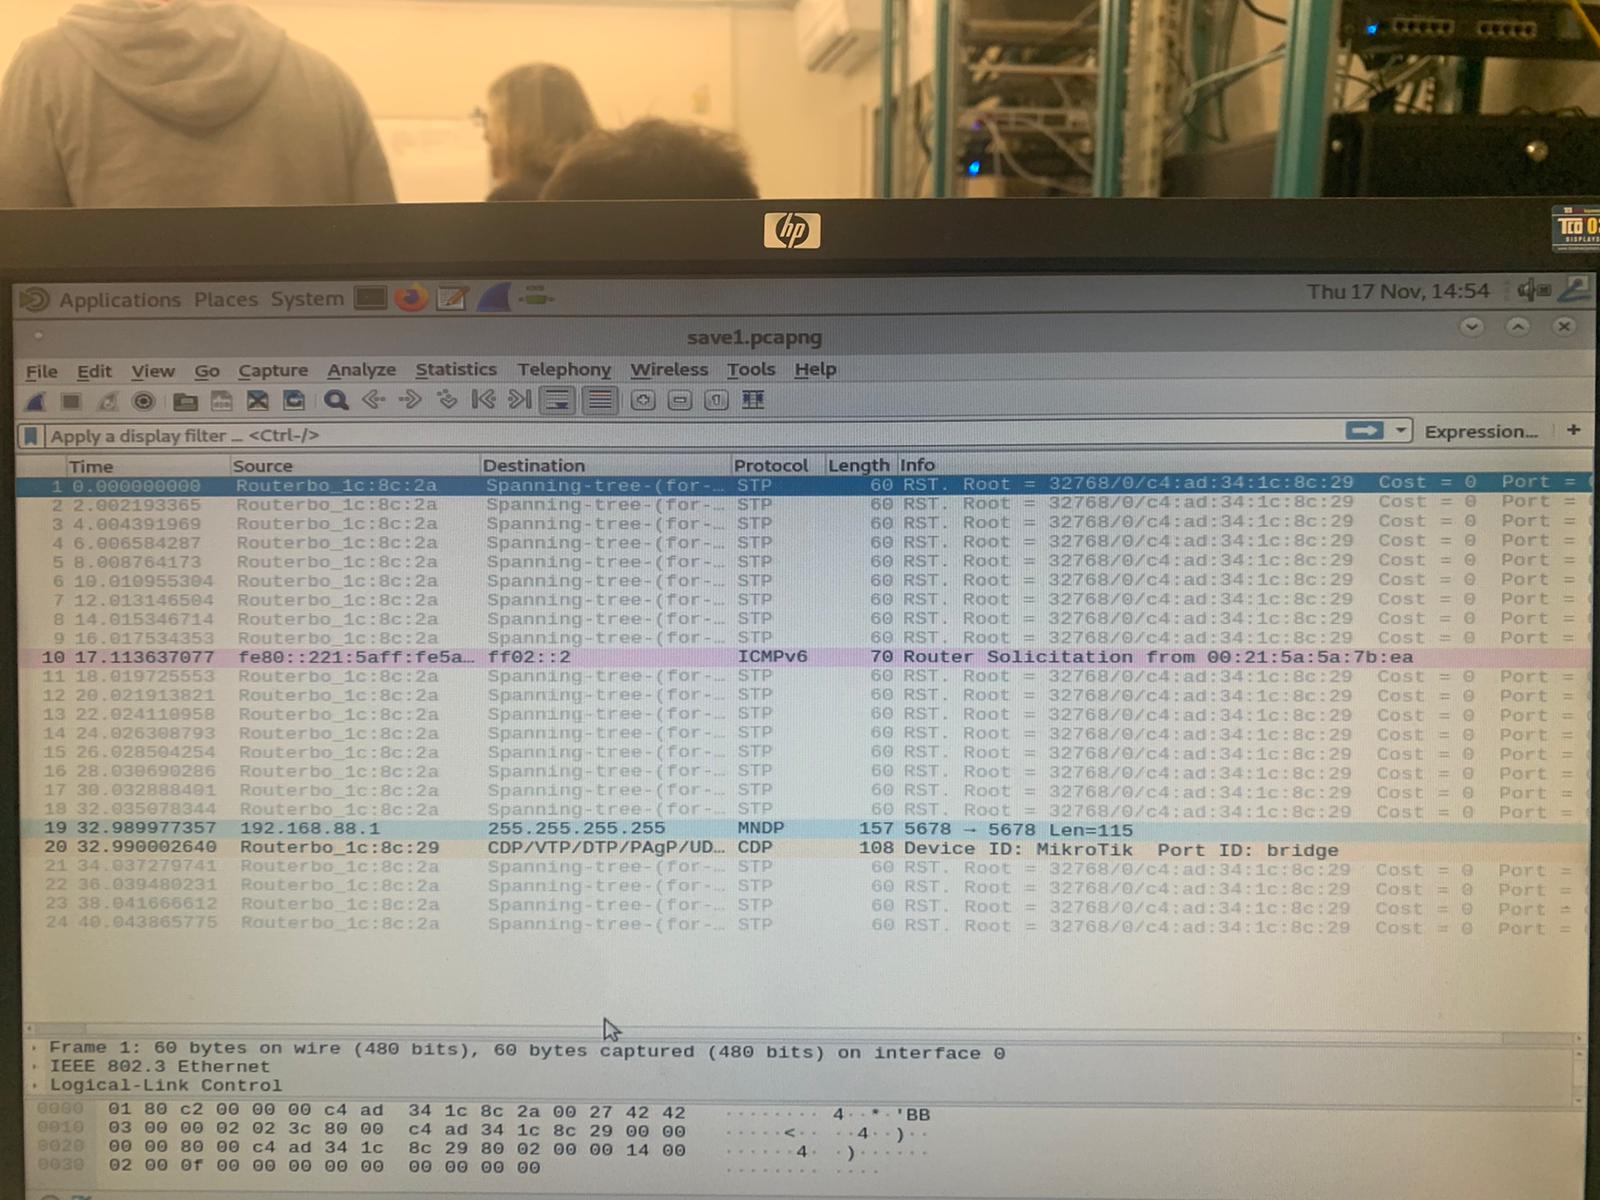 hp
TCO 03
DISPLAYS
Applications Places System
Thu 17 Nov, 14:54
save1.pcapng
File Edit View Go Capture Analyze Statistics Telephony Wireless Tools Help
Apply a display filter … <Ctrl-/>
Expression… +
Time Source Destination Protocol Length Info
1 0.000000000 Routerbo_1c:8c:2a Spanning-tree-(for-… STP 60 RST. Root = 32768/0/c4:ad:34:1c:8c:29 Cost = 0 Port =
2 2.002193365 Routerbo_1c:8c:2a Spanning-tree-(for-… STP 60 RST. Root = 32768/0/c4:ad:34:1c:8c:29 Cost = 0 Port =
3 4.004391969 Routerbo_1c:8c:2a Spanning-tree-(for-… STP 60 RST. Root = 32768/0/c4:ad:34:1c:8c:29 Cost = 0 Port =
4 6.006584287 Routerbo_1c:8c:2a Spanning-tree-(for-… STP 60 RST. Root = 32768/0/c4:ad:34:1c:8c:29 Cost = 0 Port =
5 8.008764173 Routerbo_1c:8c:2a Spanning-tree-(for-… STP 60 RST. Root = 32768/0/c4:ad:34:1c:8c:29 Cost = 0 Port =
6 10.010955304 Routerbo_1c:8c:2a Spanning-tree-(for-… STP 60 RST. Root = 32768/0/c4:ad:34:1c:8c:29 Cost = 0 Port =
7 12.013146504 Routerbo_1c:8c:2a Spanning-tree-(for-… STP 60 RST. Root = 32768/0/c4:ad:34:1c:8c:29 Cost = 0 Port =
8 14.015346714 Routerbo_1c:8c:2a Spanning-tree-(for-… STP 60 RST. Root = 32768/0/c4:ad:34:1c:8c:29 Cost = 0 Port =
9 16.017534353 Routerbo_1c:8c:2a Spanning-tree-(for-… STP 60 RST. Root = 32768/0/c4:ad:34:1c:8c:29 Cost = 0 Port =
10 17.113637077 fe80::221:5aff:fe5a… ff02::2 ICMPv6 70 Router Solicitation from 00:21:5a:5a:7b:ea
11 18.019725553 Routerbo_1c:8c:2a Spanning-tree-(for-… STP 60 RST. Root = 32768/0/c4:ad:34:1c:8c:29 Cost = 0 Port =
12 20.021913821 Routerbo_1c:8c:2a Spanning-tree-(for-… STP 60 RST. Root = 32768/0/c4:ad:34:1c:8c:29 Cost = 0 Port =
13 22.024110958 Routerbo_1c:8c:2a Spanning-tree-(for-… STP 60 RST. Root = 32768/0/c4:ad:34:1c:8c:29 Cost = 0 Port =
14 24.026308793 Routerbo_1c:8c:2a Spanning-tree-(for-… STP 60 RST. Root = 32768/0/c4:ad:34:1c:8c:29 Cost = 0 Port =
15 26.028504254 Routerbo_1c:8c:2a Spanning-tree-(for-… STP 60 RST. Root = 32768/0/c4:ad:34:1c:8c:29 Cost = 0 Port =
16 28.030690286 Routerbo_1c:8c:2a Spanning-tree-(for-… STP 60 RST. Root = 32768/0/c4:ad:34:1c:8c:29 Cost = 0 Port =
17 30.032888401 Routerbo_1c:8c:2a Spanning-tree-(for-… STP 60 RST. Root = 32768/0/c4:ad:34:1c:8c:29 Cost = 0 Port =
18 32.035078344 Routerbo_1c:8c:2a Spanning-tree-(for-… STP 60 RST. Root = 32768/0/c4:ad:34:1c:8c:29 Cost = 0 Port =
19 32.989977357 192.168.88.1 255.255.255.255 MNDP 157 5678 → 5678 Len=115
20 32.990002640 Routerbo_1c:8c:29 CDP/VTP/DTP/PAgP/UD… CDP 108 Device ID: MikroTik Port ID: bridge
21 34.037279741 Routerbo_1c:8c:2a Spanning-tree-(for-… STP 60 RST. Root = 32768/0/c4:ad:34:1c:8c:29 Cost = 0 Port =
22 36.039480231 Routerbo_1c:8c:2a Spanning-tree-(for-… STP 60 RST. Root = 32768/0/c4:ad:34:1c:8c:29 Cost = 0 Port =
23 38.041666612 Routerbo_1c:8c:2a Spanning-tree-(for-… STP 60 RST. Root = 32768/0/c4:ad:34:1c:8c:29 Cost = 0 Port =
24 40.043865775 Routerbo_1c:8c:2a Spanning-tree-(for-… STP 60 RST. Root = 32768/0/c4:ad:34:1c:8c:29 Cost = 0 Port =
Frame 1: 60 bytes on wire (480 bits), 60 bytes captured (480 bits) on interface 0
IEEE 802.3 Ethernet
Logical-Link Control
0000 01 80 c2 00 00 00 c4 ad 34 1c 8c 2a 00 27 42 42 ········ 4··*·'BB
0010 03 00 00 02 02 3c 80 00 c4 ad 34 1c 8c 29 00 00 ·····<·· ··4··)··
0020 00 00 80 00 c4 ad 34 1c 8c 29 80 02 00 00 14 00 ······4· ·)······
0030 02 00 0f 00 00 00 00 00 00 00 00 00 ········ ····